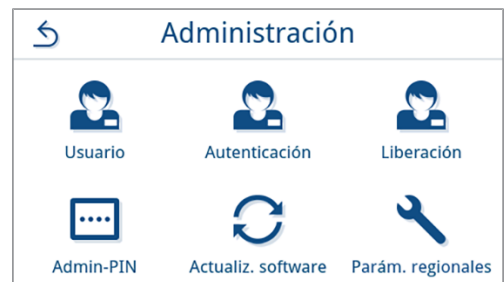 Administración
Usuario
Autenticación
Liberación
Admin-PIN
Actualiz. software
Parám. regionales